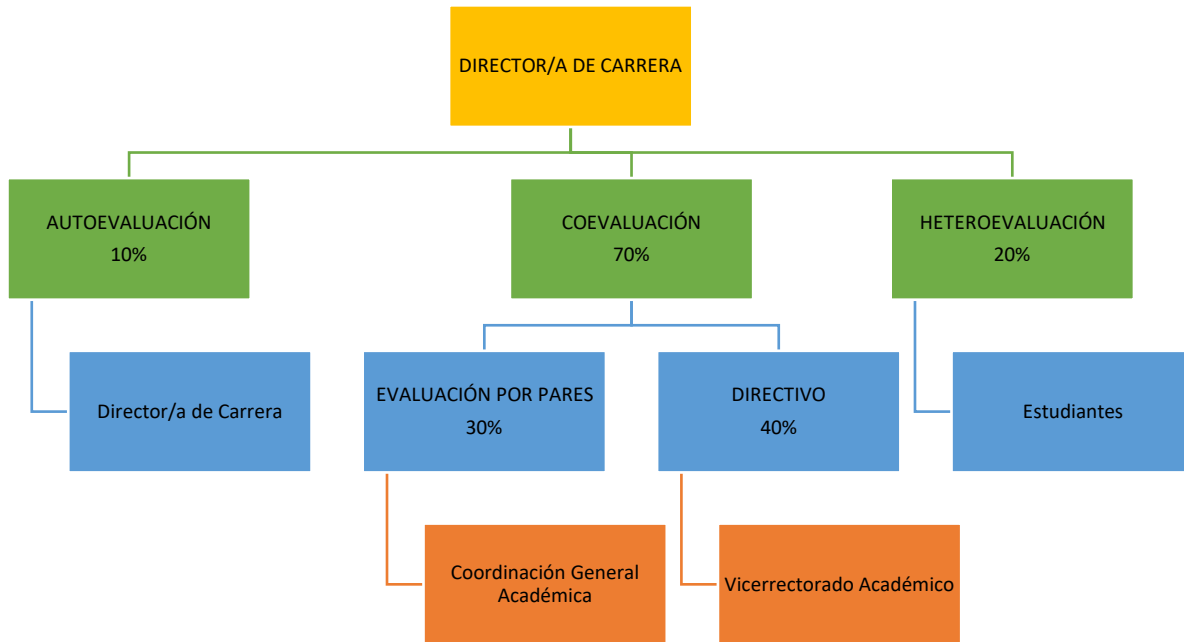 DIRECTOR/A DE CARRERA
AUTOEVALUACIÓN
10%
COEVALUACIÓN
70%
HETEROEVALUACIÓN
20%
Director/a de Carrera
EVALUACIÓN POR PARES
30%
DIRECTIVO
40%
Estudiantes
Coordinación General
Académica
Vicerrectorado Académico